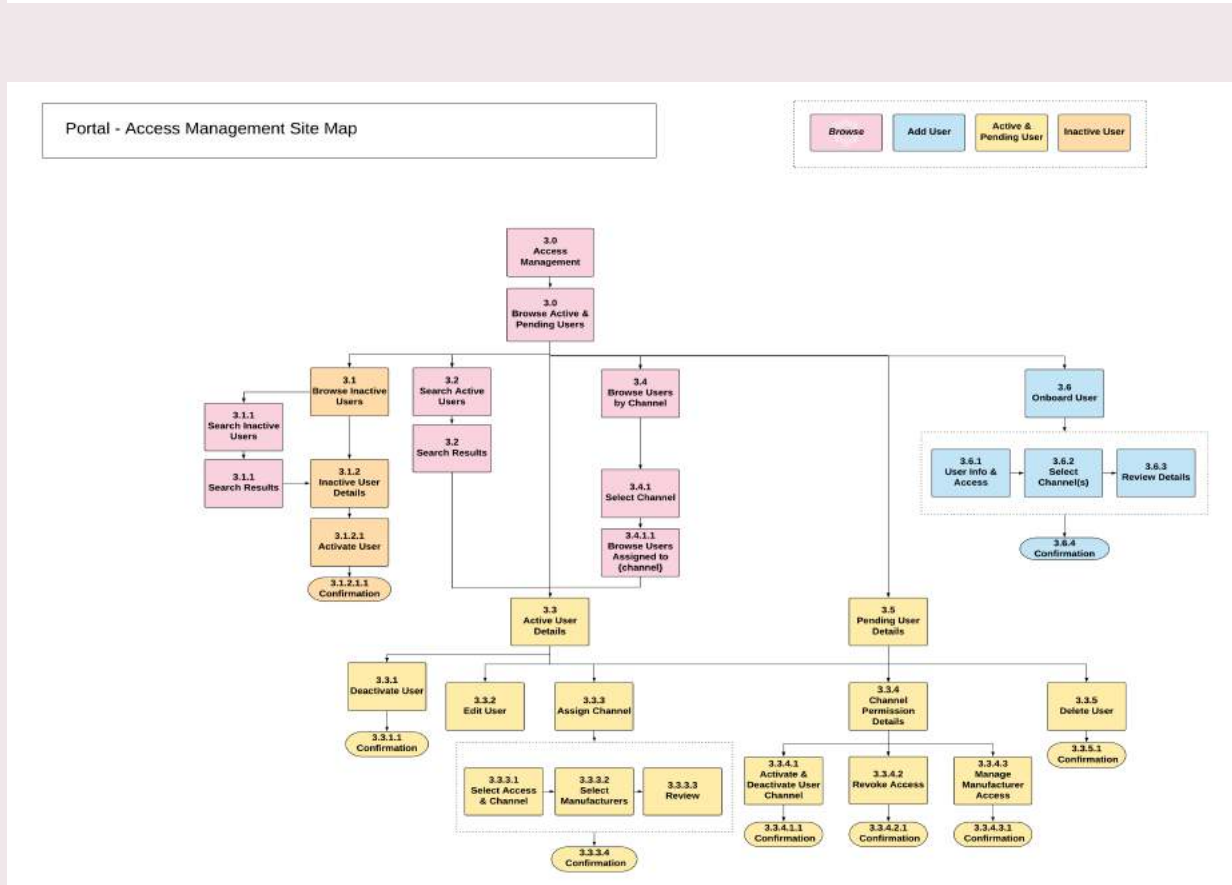 Portal - Access Management Site Map
Browse
Add User
Active &
Pending User
Inactive User
3.0
Access
Management
3.0
Browse Active &
Pending Users
3.1
Browse Inactive
Users
3.2
Search Active
Users
3.4
Browse Users
by Channel
3.6
Onboard User
3.1.1
Search Inactive
Users
3.2
Search Results
3.1.1
Search Results
3.1.2
Inactive User
Details
3.4.1
Select Channel
3.6.1
User Info &
Access
3.6.2
Select
Channel(s)
3.6.3
Review Details
3.1.2.1
Activate User
3.4.1.1
Browse Users
Assigned to
{channel}
3.6.4
Confirmation
3.1.2.1.1
Confirmation
3.3
Active User
Details
3.5
Pending User
Details
3.3.1
Deactivate User
3.3.2
Edit User
3.3.3
Assign Channel
3.3.4
Channel
Permission
Details
3.3.5
Delete User
3.3.1.1
Confirmation
3.3.5.1
Confirmation
3.3.3.1
Select Access
& Channel
3.3.3.2
Select
Manufacturers
3.3.3.3
Review
3.3.4.1
Activate &
Deactivate User
Channel
3.3.4.2
Revoke Access
3.3.4.3
Manage
Manufacturer
Access
3.3.4.1.1
Confirmation
3.3.4.2.1
Confirmation
3.3.4.3.1
Confirmation
3.3.3.4
Confirmation